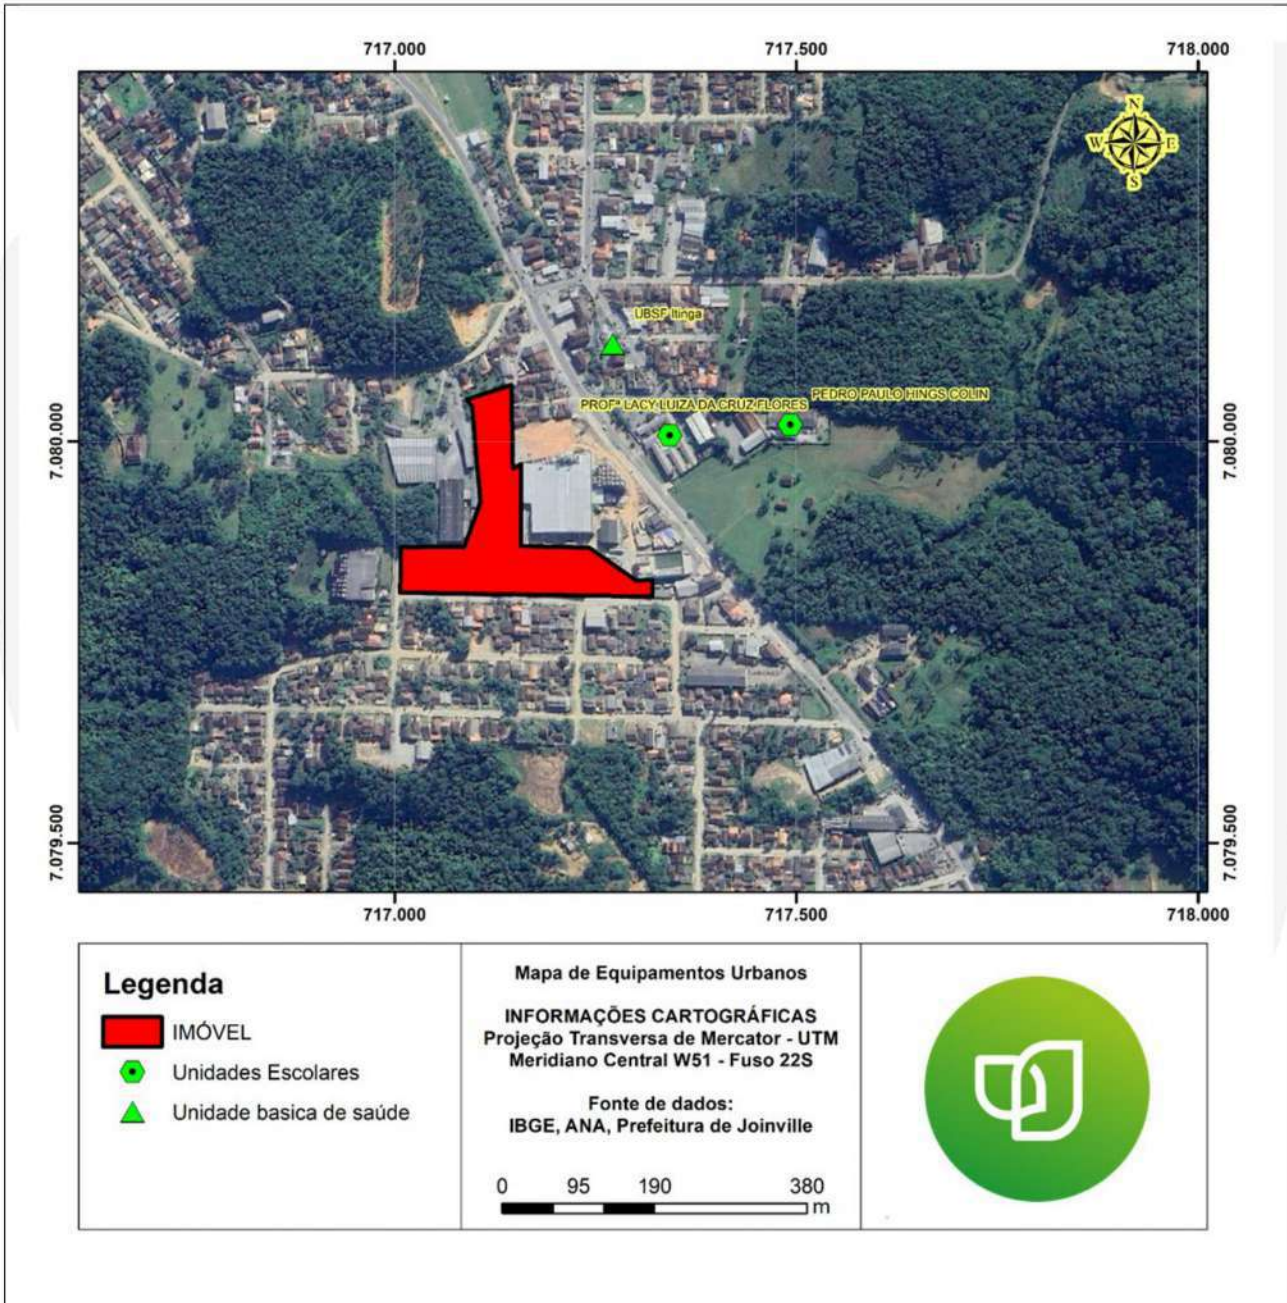 717.000
717.500
718.000
N
W
E
S
UBSF Itinga
PEDRO PAULO HINGS COLIN
PROFª LACY LUIZA DA CRUZ FLORES
7.080.000
7.080.000
7.079.500
7.079.500
717.000
717.500
718.000
Legenda
IMÓVEL
Unidades Escolares
Unidade basica de saúde
Mapa de Equipamentos Urbanos
INFORMAÇÕES CARTOGRÁFICAS
Projeção Transversa de Mercator - UTM
Meridiano Central W51 - Fuso 22S
Fonte de dados:
IBGE, ANA, Prefeitura de Joinville
0 95 190 380
m